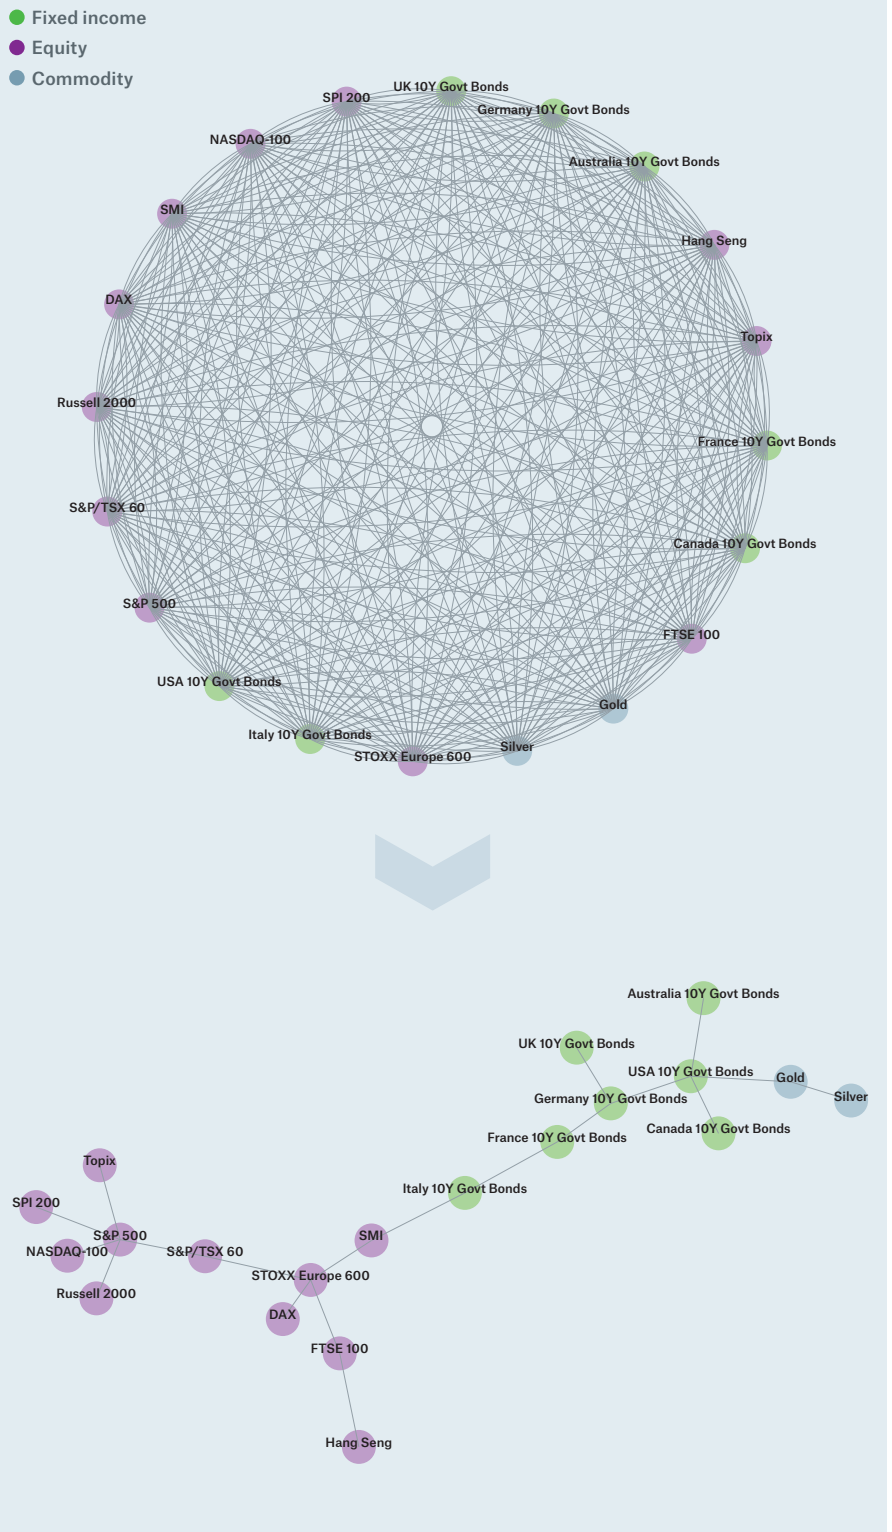 Fixed income
Equity
Commodity
UK 10Y Govt Bonds
SPI 200
Germany 10Y Govt Bonds
NASDAQ-100
Australia 10Y Govt Bonds
SMI
Hang Seng
DAX
Topix
Russell 2000
France 10Y Govt Bonds
S&P/TSX 60
Canada 10Y Govt Bonds
S&P 500
FTSE 100
USA 10Y Govt Bonds
Gold
Italy 10Y Govt Bonds
Silver
STOXX Europe 600
Australia 10Y Govt Bonds
UK 10Y Govt Bonds
USA 10Y Govt Bonds
Gold
Germany 10Y Govt Bonds
Silver
Canada 10Y Govt Bonds
France 10Y Govt Bonds
Topix
Italy 10Y Govt Bonds
SPI 200
S&P 500
SMI
NASDAQ-100
S&P/TSX 60
STOXX Europe 600
Russell 2000
DAX
FTSE 100
Hang Seng